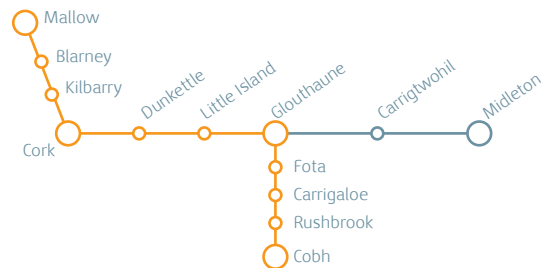 Mallow
Blarney
Kilbarry
Cork
Dunkettle
Little Island
Glouthaune
Carrigtwohil
Midleton
Fota
Carrigaloe
Rushbrook
Cobh